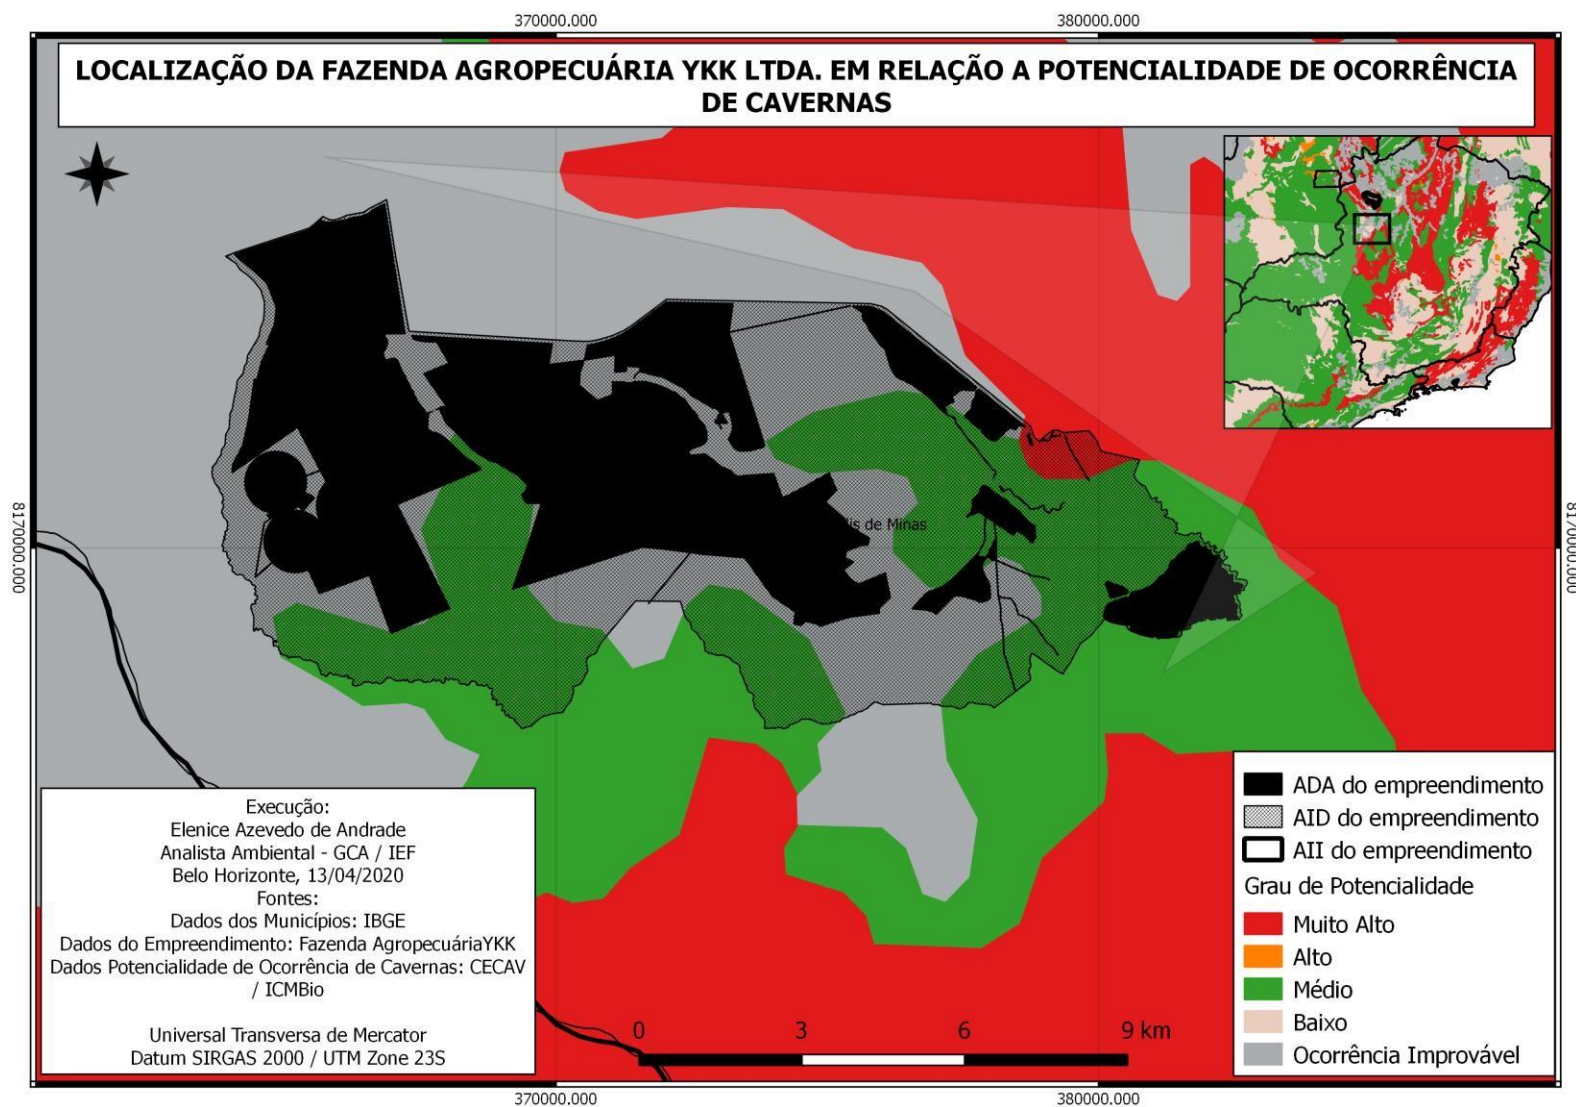 370000.000
380000.000
LOCALIZAÇÃO DA FAZENDA AGROPECUÁRIA YKK LTDA. EM RELAÇÃO A POTENCIALIDADE DE OCORRÊNCIA
DE CAVERNAS
8170000.000
8170000.000
de Minas
ADA do empreendimento
AID do empreendimento
AII do empreendimento
Grau de Potencialidade
Muito Alto
Alto
Médio
Baixo
Ocorrência Improvável
Execução:
Elenice Azevedo de Andrade
Analista Ambiental - GCA / IEF
Belo Horizonte, 13/04/2020
Fontes:
Dados dos Municípios: IBGE
Dados do Empreendimento: Fazenda AgropecuáriaYKK
Dados Potencialidade de Ocorrência de Cavernas: CECAV
/ ICMBio
Universal Transversa de Mercator
Datum SIRGAS 2000 / UTM Zone 23S
0 3 6 9 km
370000.000
380000.000